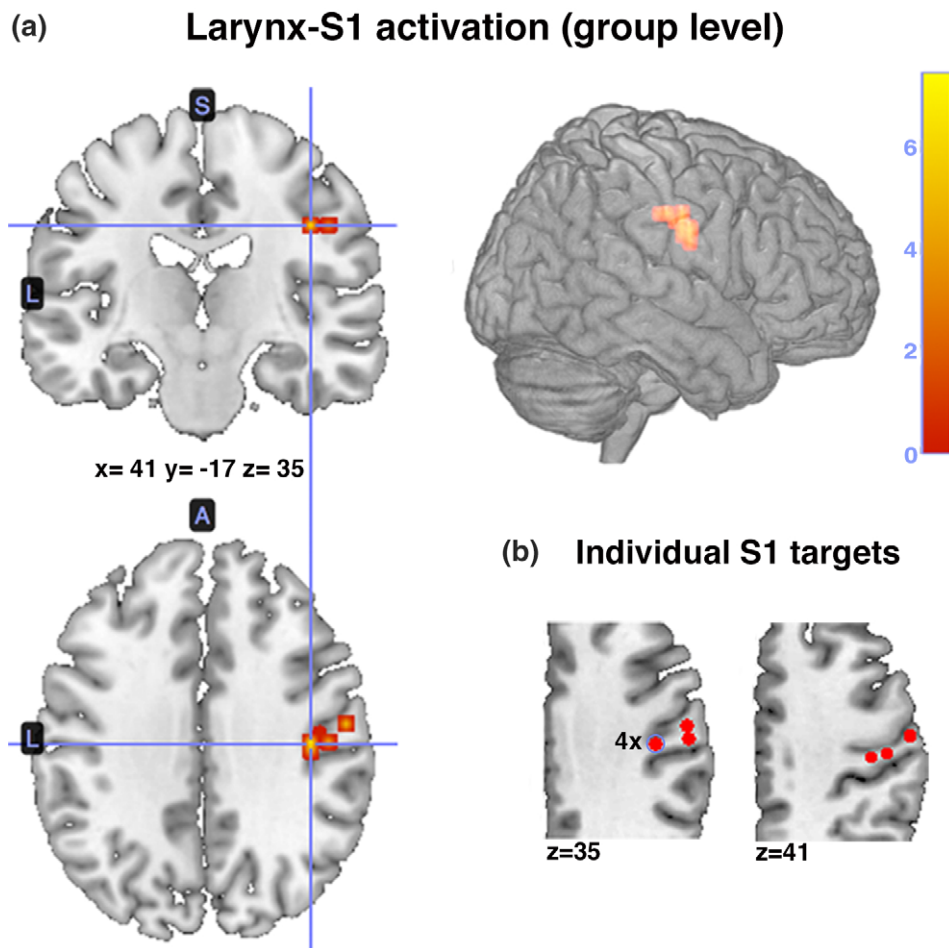 (a) Larynx-S1 activation (group level)
S
L
x= 41 y= -17 z= 35
A
L
6
4
2
0
(b) Individual S1 targets
4x
z=35
z=41